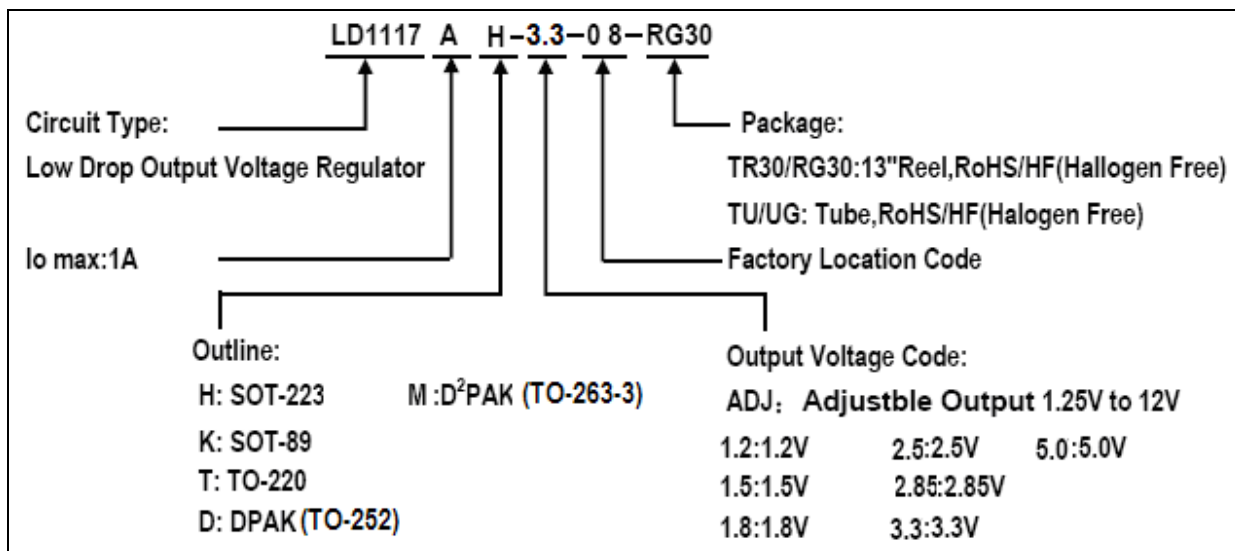 LD1117 A H-3.3-08-RG30
Circuit Type:
Low Drop Output Voltage Regulator
Package:
TR30/RG30:13"Reel,RoHS/HF(Hallogen Free)
TU/UG: Tube,RoHS/HF(Halogen Free)
Io max:1A
Factory Location Code
Outline:
H: SOT-223 M :D²PAK (TO-263-3)
K: SOT-89
T: TO-220
D: DPAK (TO-252)
Output Voltage Code:
ADJ: Adjustble Output 1.25V to 12V
1.2:1.2V 2.5:2.5V 5.0:5.0V
1.5:1.5V 2.85:2.85V
1.8:1.8V 3.3:3.3V